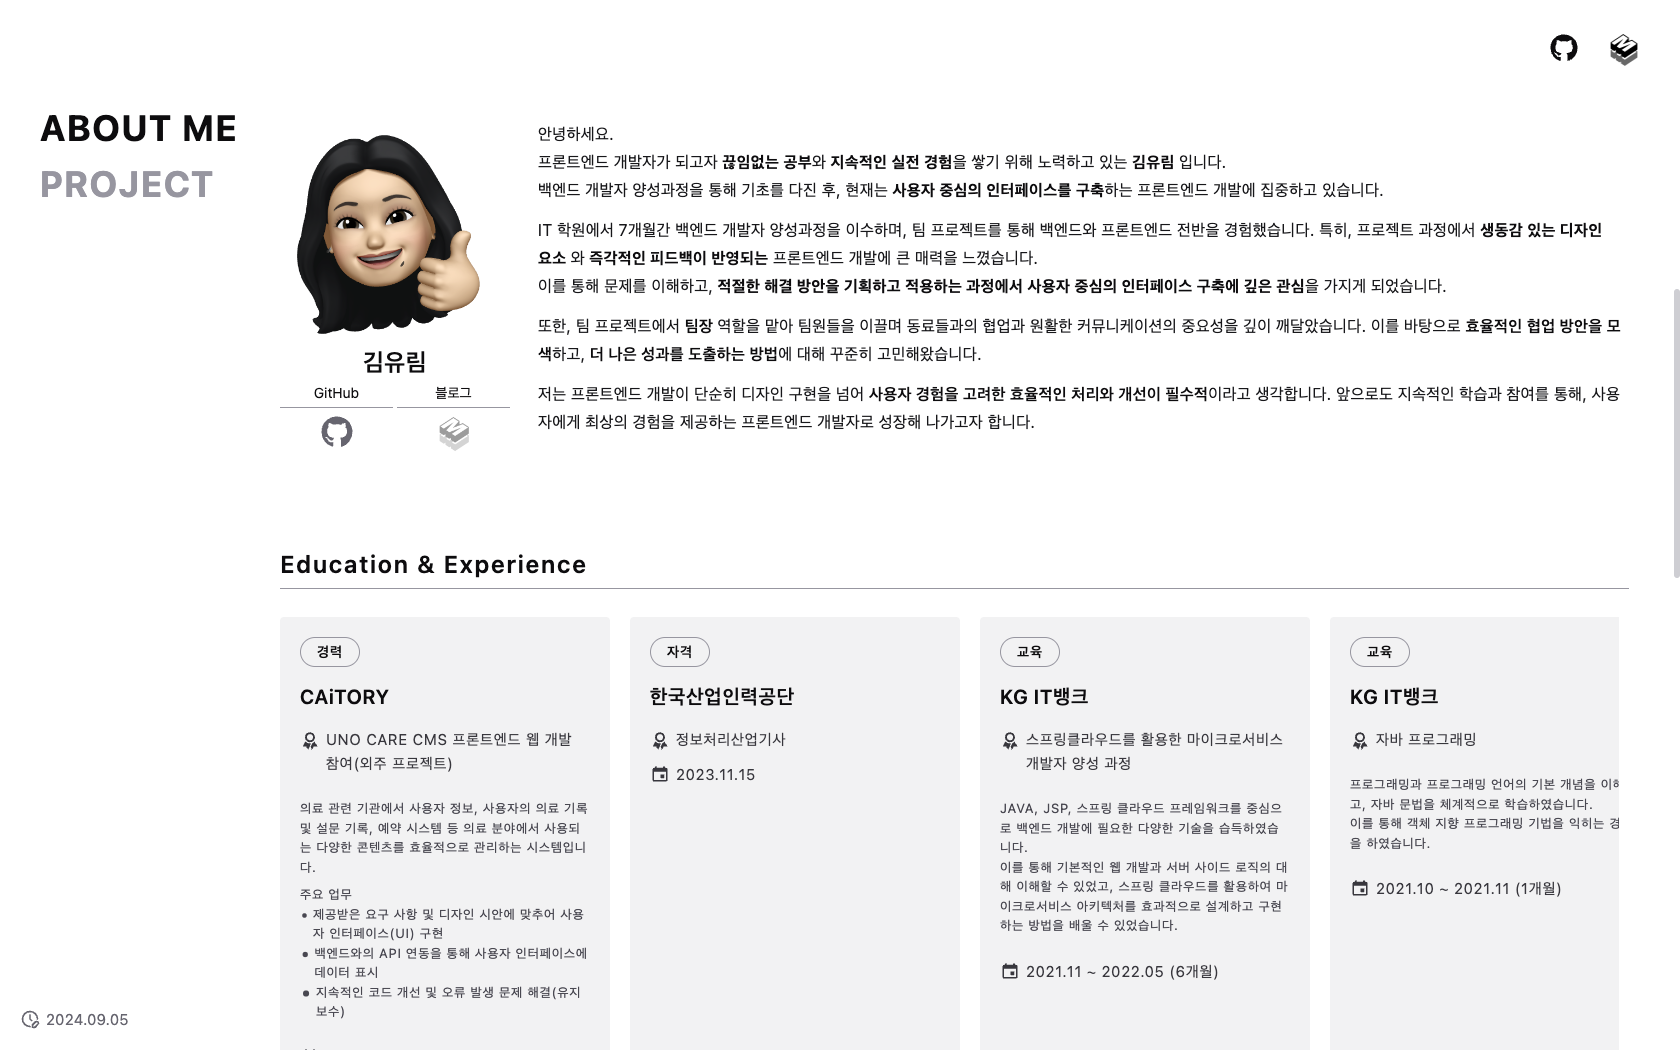 ABOUT ME
PROJECT
김유림
GitHub
블로그
안녕하세요.
프론트엔드 개발자가 되고자 끊임없는 공부와 지속적인 실전 경험을 쌓기 위해 노력하고 있는 김유림 입니다.
백엔드 개발자 양성과정을 통해 기초를 다진 후, 현재는 사용자 중심의 인터페이스를 구축하는 프론트엔드 개발에 집중하고 있습니다.
IT 학원에서 7개월간 백엔드 개발자 양성과정을 이수하며, 팀 프로젝트를 통해 백엔드와 프론트엔드 전반을 경험했습니다. 특히, 프로젝트 과정에서 생동감 있는 디자인
요소 와 즉각적인 피드백이 반영되는 프론트엔드 개발에 큰 매력을 느꼈습니다.
이를 통해 문제를 이해하고, 적절한 해결 방안을 기획하고 적용하는 과정에서 사용자 중심의 인터페이스 구축에 깊은 관심을 가지게 되었습니다.
또한, 팀 프로젝트에서 팀장 역할을 맡아 팀원들을 이끌며 동료들과의 협업과 원활한 커뮤니케이션의 중요성을 깊이 깨달았습니다. 이를 바탕으로 효율적인 협업 방안을 모
색하고, 더 나은 성과를 도출하는 방법에 대해 꾸준히 고민해왔습니다.
저는 프론트엔드 개발이 단순히 디자인 구현을 넘어 사용자 경험을 고려한 효율적인 처리와 개선이 필수적이라고 생각합니다. 앞으로도 지속적인 학습과 참여를 통해, 사용
자에게 최상의 경험을 제공하는 프론트엔드 개발자로 성장해 나가고자 합니다.
Education & Experience
경력
CAiTORY
UNO CARE CMS 프론트엔드 웹 개발
참여(외주 프로젝트)
의료 관련 기관에서 사용자 정보, 사용자의 의료 기록
및 설문 기록, 예약 시스템 등 의료 분야에서 사용되
는 다양한 콘텐츠를 효율적으로 관리하는 시스템입니
다.
주요 업무
• 제공받은 요구 사항 및 디자인 시안에 맞추어 사용
자 인터페이스(UI) 구현
• 백엔드와의 API 연동을 통해 사용자 인터페이스에
데이터 표시
• 지속적인 코드 개선 및 오류 발생 문제 해결(유지
보수)
자격
한국산업인력공단
정보처리산업기사
2023.11.15
교육
KG IT뱅크
스프링클라우드를 활용한 마이크로서비스
개발자 양성 과정
JAVA, JSP, 스프링 클라우드 프레임워크를 중심으
로 백엔드 개발에 필요한 다양한 기술을 습득하였습
니다.
이를 통해 기본적인 웹 개발과 서버 사이드 로직의 대
해 이해할 수 있었고, 스프링 클라우드를 활용하여 마
이크로서비스 아키텍처를 효과적으로 설계하고 구현
하는 방법을 배울 수 있었습니다.
2021.11 ~ 2022.05 (6개월)
교육
KG IT뱅크
자바 프로그래밍
프로그래밍과 프로그래밍 언어의 기본 개념을 이해
고, 자바 문법을 체계적으로 학습하였습니다.
이를 통해 객체 지향 프로그래밍 기법을 익히는 경
을 하였습니다.
2021.10 ~ 2021.11 (1개월)
2024.09.05